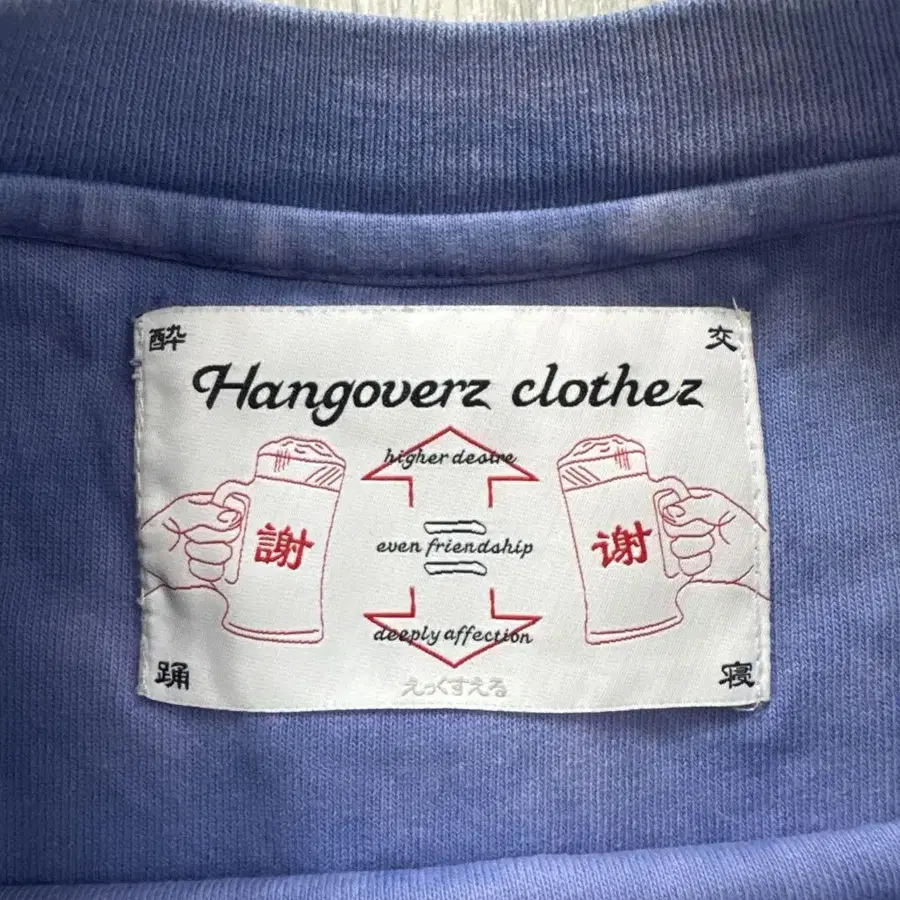 酔 交
Hangoverz clothez
higher desire
謝 even friendship 谢
deeply affection
えっくすえる
踊 寝